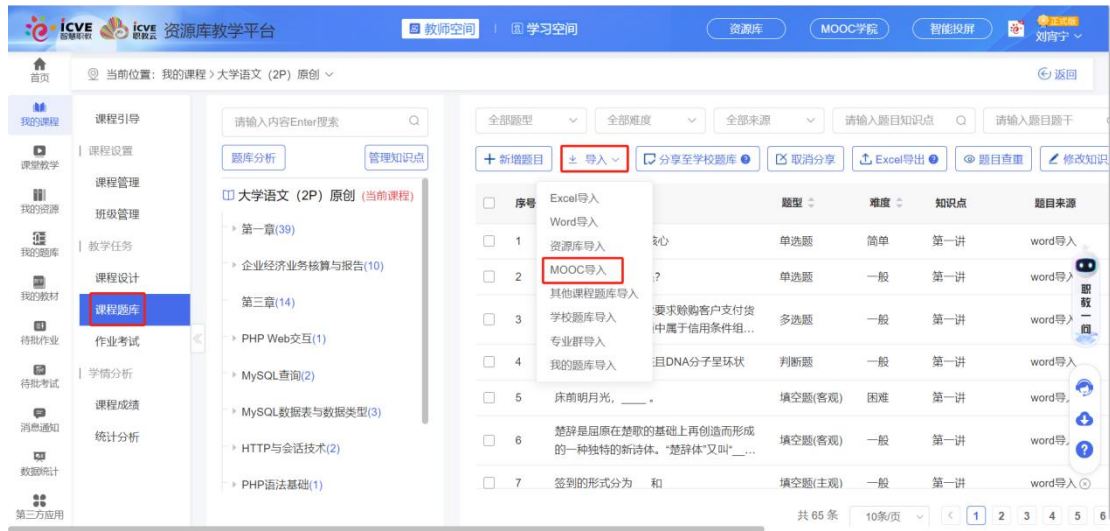 icve 智慧职教 icve 职教云 资源库教学平台 教师空间 学习空间 资源库 MOOC学院 智能投屏 正式版 刘宵宁
首页 当前位置：我的课程 > 大学语文（2P）原创 返回
我的课程
课堂教学
我的资源
我的题库
我的教材
待批作业
待批考试
消息通知
数据统计
第三方应用
课程引导
课程设置
课程管理
班级管理
教学任务
课程设计
课程题库
作业考试
学情分析
课程成绩
统计分析
请输入内容Enter搜索
题库分析 管理知识点
大学语文（2P）原创 (当前课程)
第一章(39)
企业经济业务核算与报告(10)
第三章(14)
PHP Web交互(1)
MySQL查询(2)
MySQL数据表与数据类型(3)
HTTP与会话技术(2)
PHP语法基础(1)
全部题型 全部难度 全部来源 请输入题目知识点 请输入题目题干
新增题目 导入 分享至学校题库 取消分享 Excel导出 题目查重 修改知识
Excel导入
Word导入
资源库导入
MOOC导入
其他课程题库导入
学校题库导入
专业群导入
我的题库导入
序号 题型 难度 知识点 题目来源
1 核心 单选题 简单 第一讲 word导入
2 ? 单选题 一般 第一讲 word导入
3 要求赊购客户支付货 中属于信用条件组... 多选题 一般 第一讲 word导入
4 且DNA分子呈环状 判断题 一般 第一讲 word导入
5 床前明月光，____ 。 填空题(客观) 困难 第一讲 word导
6 楚辞是屈原在楚歌的基础上再创造而形成
的一种独特的新诗体。“楚辞体”又叫“__... 填空题(客观) 一般 第一讲 word导
7 签到的形式分为 和 填空题(主观) 一般 第一讲 word导入
共 65 条 10条/页 < 1 2 3 4 5 6
职教一问